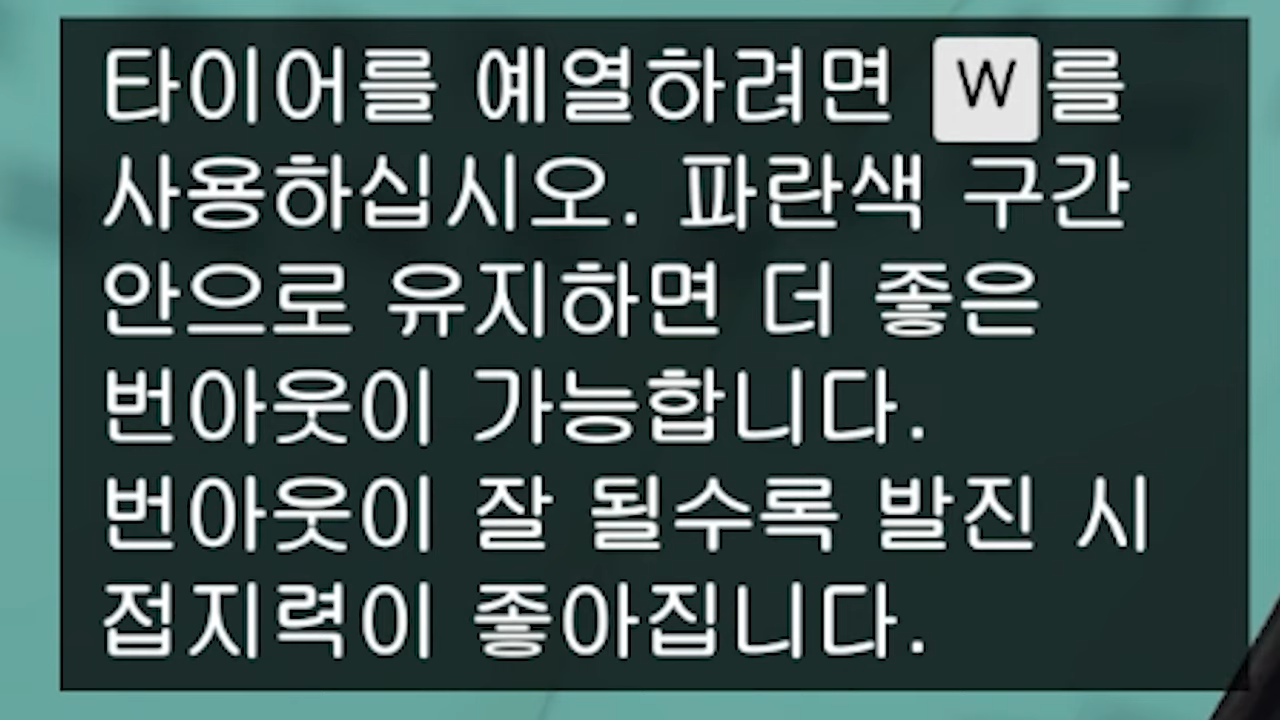 타이어를 예열하려면 W를
사용하십시오. 파란색 구간
안으로 유지하면 더 좋은
번아웃이 가능합니다.
번아웃이 잘 될수록 발진 시
접지력이 좋아집니다.